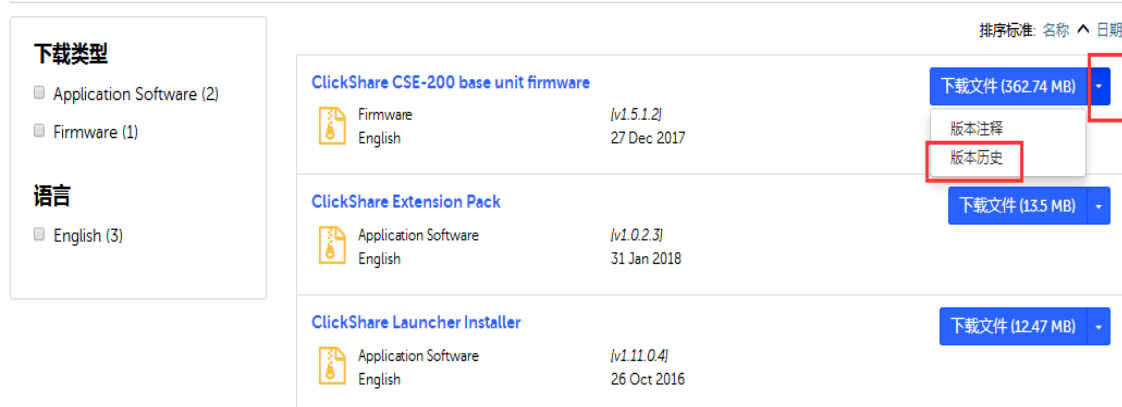 排序标准: 名称 日期
下载类型
Application Software (2)
Firmware (1)
语言
English (3)
ClickShare CSE-200 base unit firmware
下载文件 (362.74 MB)
Firmware
[v1.5.1.2]
English
27 Dec 2017
版本注释
版本历史
ClickShare Extension Pack
下载文件 (13.5 MB)
Application Software
[v1.0.2.3]
English
31 Jan 2018
ClickShare Launcher Installer
下载文件 (12.47 MB)
Application Software
[v1.11.0.4]
English
26 Oct 2016